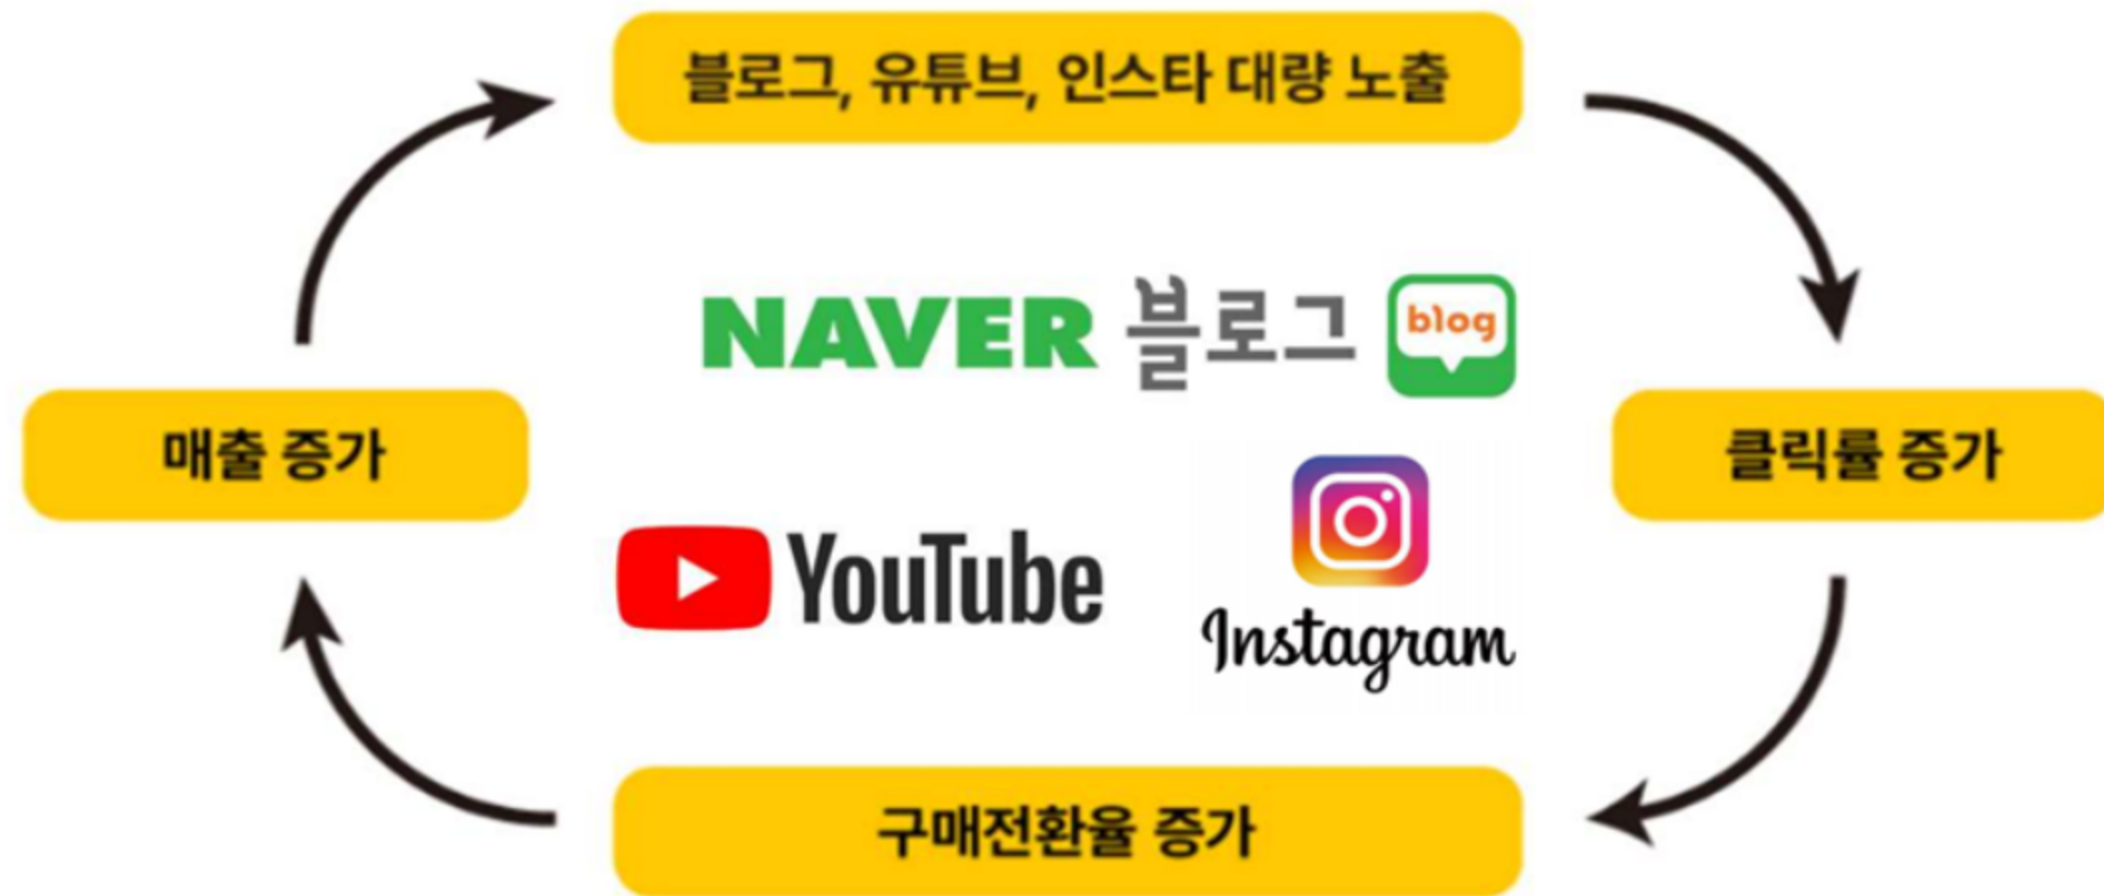 블로그, 유튜브, 인스타 대량 노출
NAVER 블로그 blog
매출 증가
클릭률 증가
YouTube
Instagram
구매전환율 증가